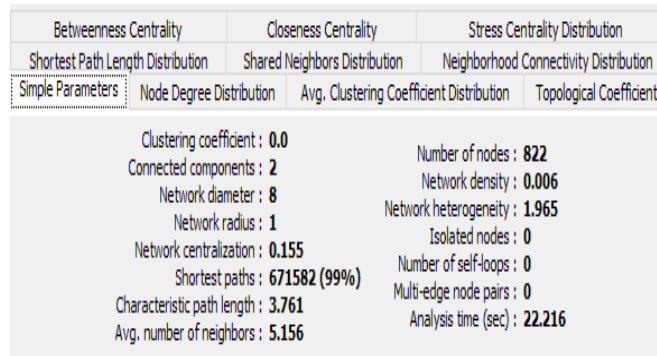 Betweenness Centrality Closeness Centrality Stress Centrality Distribution
Shortest Path Length Distribution Shared Neighbors Distribution Neighborhood Connectivity Distribution
Simple Parameters Node Degree Distribution Avg. Clustering Coefficient Distribution Topological Coefficient
Clustering coefficient : 0.0
Connected components : 2
Network diameter : 8
Network radius : 1
Network centralization : 0.155
Shortest paths : 671582 (99%)
Characteristic path length : 3.761
Avg. number of neighbors : 5.156
Number of nodes : 822
Network density : 0.006
Network heterogeneity : 1.965
Isolated nodes : 0
Number of self-loops : 0
Multi-edge node pairs : 0
Analysis time (sec) : 22.216